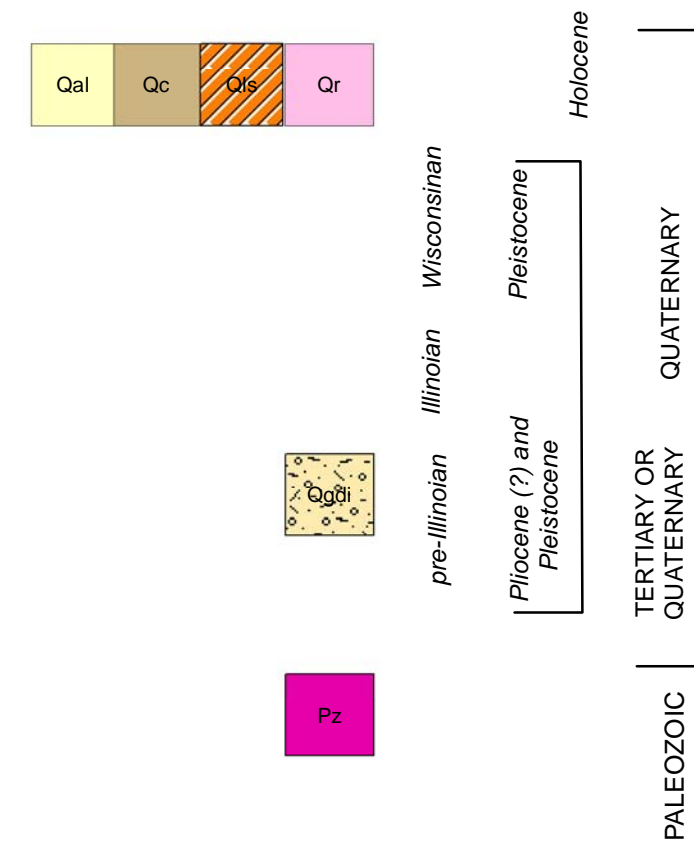 Qal
Qc
Qls
Qr
Holocene
Wisconsinan
Pleistocene
QUATERNARY
Illinoian
Qgdi
pre-Illinoian
Pliocene (?) and
Pleistocene
TERTIARY OR
QUATERNARY
Pz
PALEOZOIC